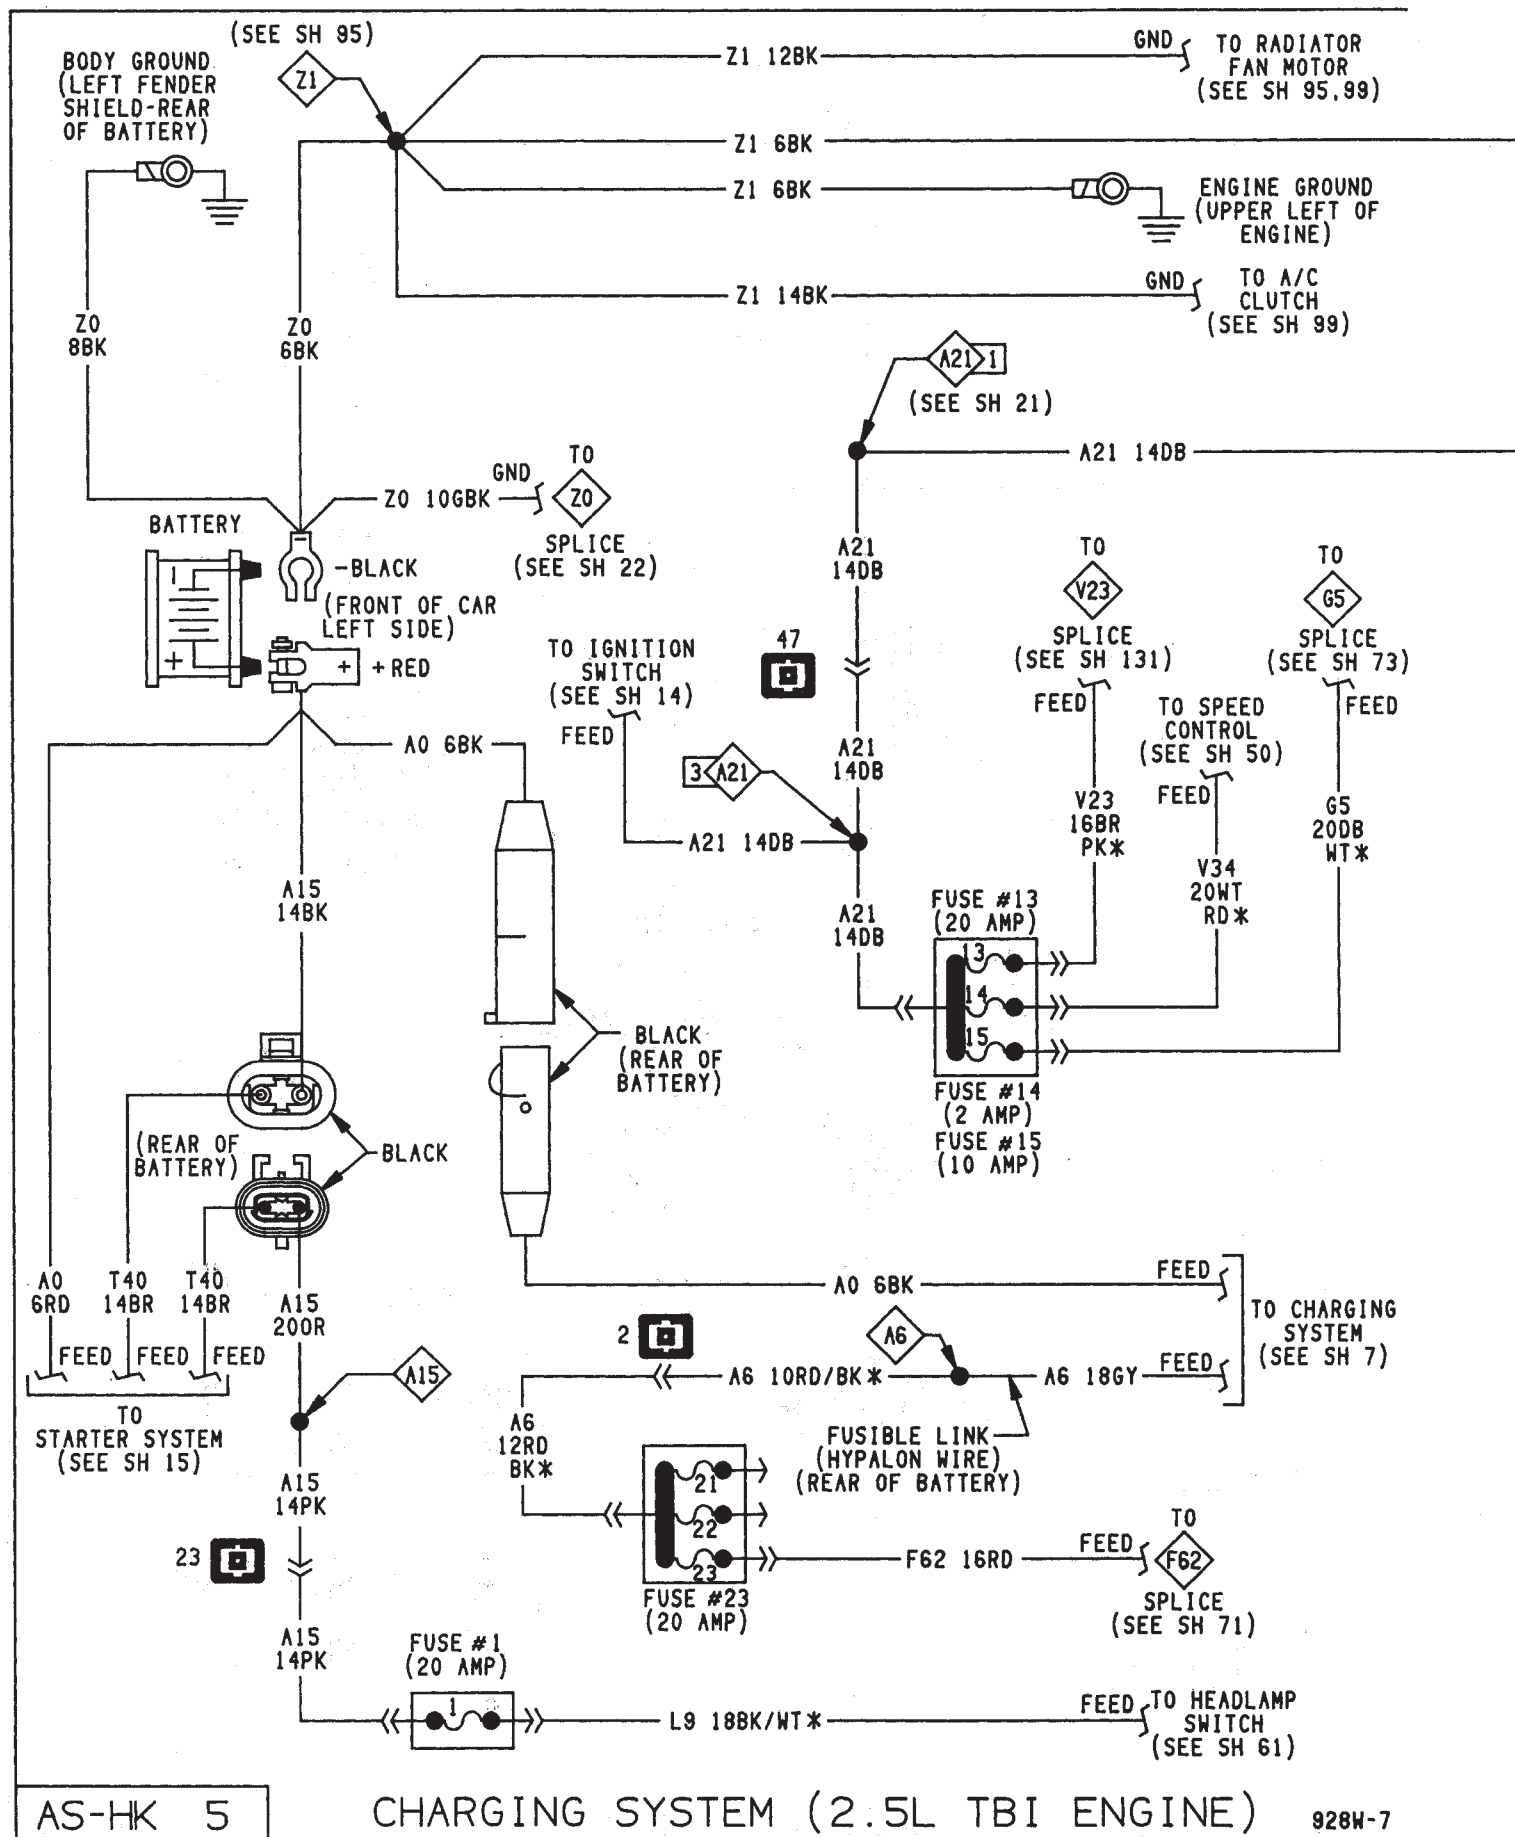 (SEE SH 95)
BODY GROUND
(LEFT FENDER
SHIELD-REAR
OF BATTERY)
Z1
Z1 12BK
GND
TO RADIATOR
FAN MOTOR
(SEE SH 95,99)
Z1 6BK
Z1 6BK
ENGINE GROUND
(UPPER LEFT OF
ENGINE)
Z1 14BK
GND
TO A/C
CLUTCH
(SEE SH 99)
Z0
8BK
Z0
6BK
A21
1
(SEE SH 21)
A21 14DB
TO
Z0
GND
Z0 10GBK
SPLICE
(SEE SH 22)
BATTERY
-BLACK
(FRONT OF CAR
LEFT SIDE)
+
+
+RED
A21
14DB
47
TO
V23
SPLICE
(SEE SH 131)
FEED
TO
G5
SPLICE
(SEE SH 73)
FEED
TO IGNITION
SWITCH
(SEE SH 14)
FEED
TO SPEED
CONTROL
(SEE SH 50)
FEED
A0 6BK
A21
14DB
3
A21
A21 14DB
V23
16BR
PK*
G5
20DB
WT*
V34
20WT
RD*
A15
14BK
A21
14DB
FUSE #13
(20 AMP)
13
14
15
FUSE #14
(2 AMP)
FUSE #15
(10 AMP)
BLACK
(REAR OF
BATTERY)
(REAR OF
BATTERY)
BLACK
A0
6RD
T40
14BR
T40
14BR
A15
20OR
FEED
FEED
FEED
TO
STARTER SYSTEM
(SEE SH 15)
A0 6BK
FEED
TO CHARGING
SYSTEM
(SEE SH 7)
2
A6
A6 10RD/BK*
A6 18GY
FEED
A15
A6
12RD
BK*
FUSIBLE LINK
(HYPALON WIRE)
(REAR OF BATTERY)
A15
14PK
21
22
23
FUSE #23
(20 AMP)
F62 16RD
FEED
TO
F62
SPLICE
(SEE SH 71)
23
A15
14PK
FUSE #1
(20 AMP)
1
L9 18BK/WT*
FEED
TO HEADLAMP
SWITCH
(SEE SH 61)
AS-HK 5
CHARGING SYSTEM (2.5L TBI ENGINE)
928W-7